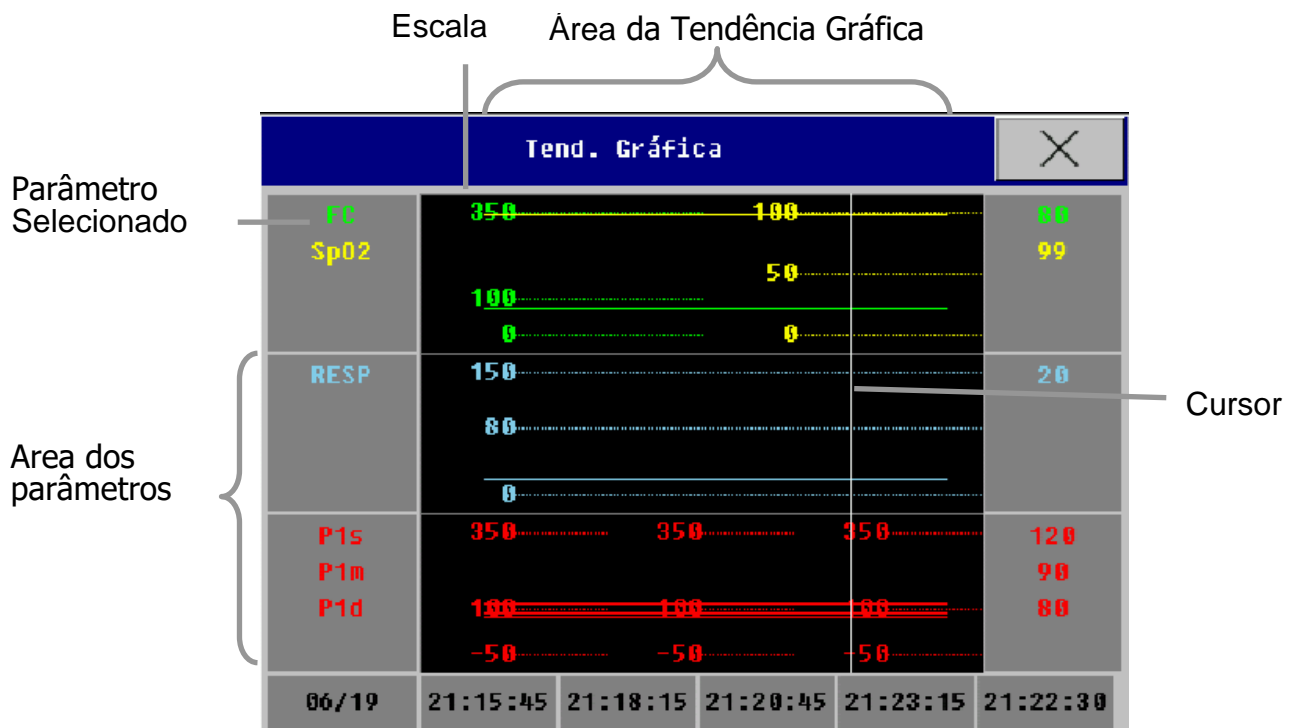 Escala
Área da Tendência Gráfica
Tend. Gráfica
Parâmetro
Selecionado
FC
350
100
80
SpO2
99
50
100
0
0
RESP
150
20
80
0
Cursor
Area dos
parâmetros
P1s
350
350
350
120
P1m
90
P1d
100
100
100
80
-50
-50
-50
06/19
21:15:45
21:18:15
21:20:45
21:23:15
21:22:30